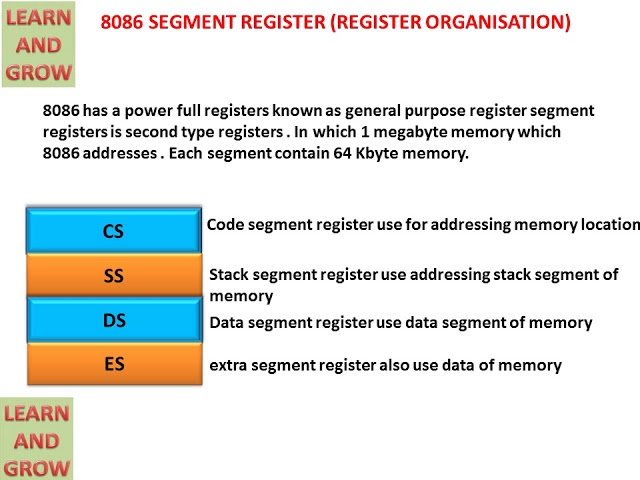 LEARN
AND
GROW
8086 SEGMENT REGISTER (REGISTER ORGANISATION)
8086 has a power full registers known as general purpose register segment
registers is second type registers . In which 1 megabyte memory which
8086 addresses . Each segment contain 64 Kbyte memory.
CS
Code segment register use for addressing memory location
SS
Stack segment register use addressing stack segment of
memory
DS
Data segment register use data segment of memory
ES
extra segment register also use data of memory
LEARN
AND
GROW